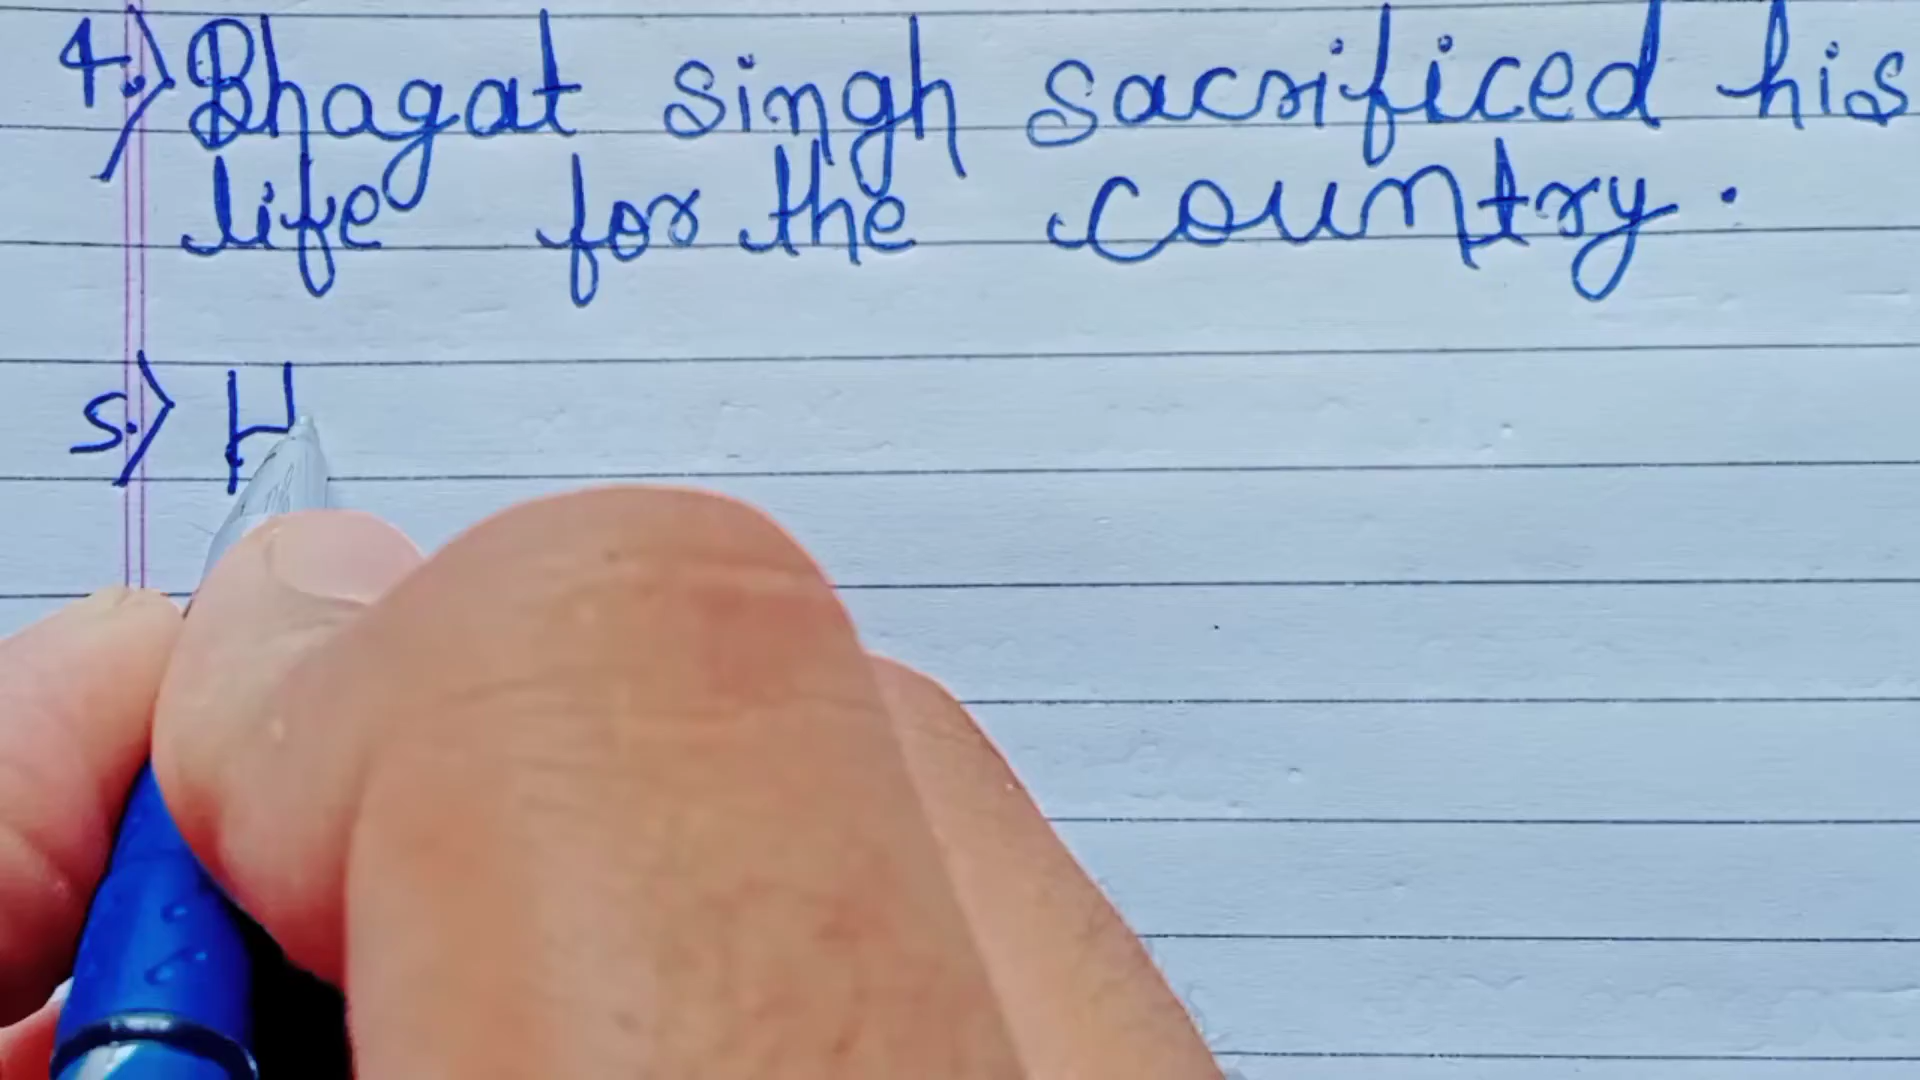 4.) Bhagat singh sacrificed his
life for the country.
5.) H